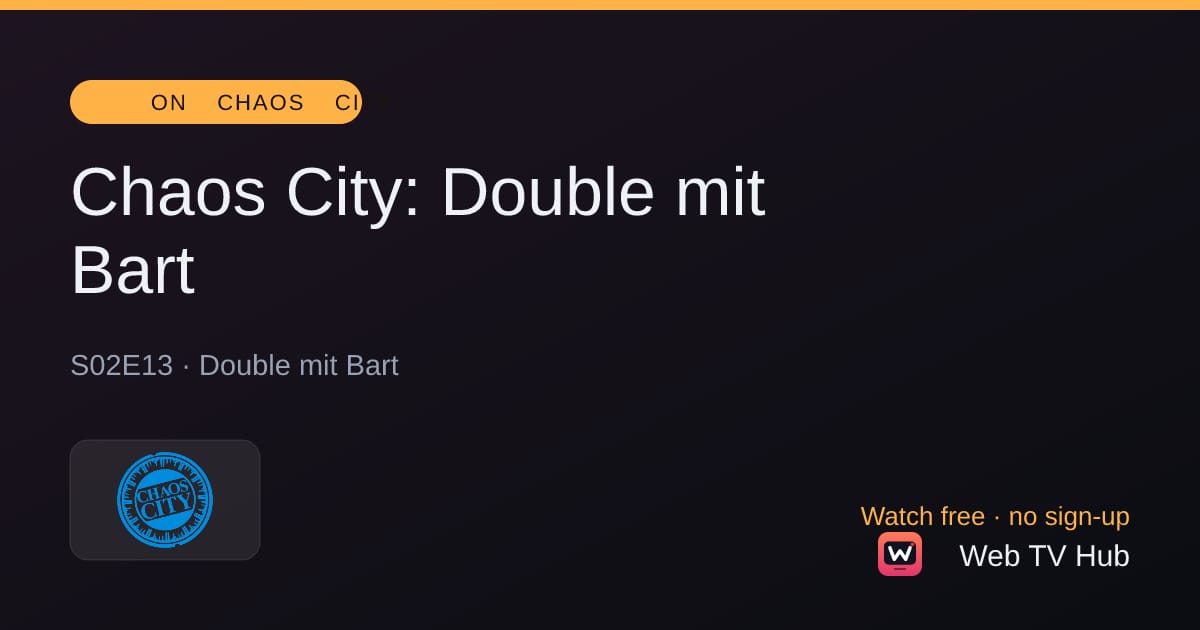 ON CHAOS CI
Chaos City: Double mit
Bart
S02E13 · Double mit Bart
CHAOS
CITY
Watch free · no sign-up
W
Web TV Hub